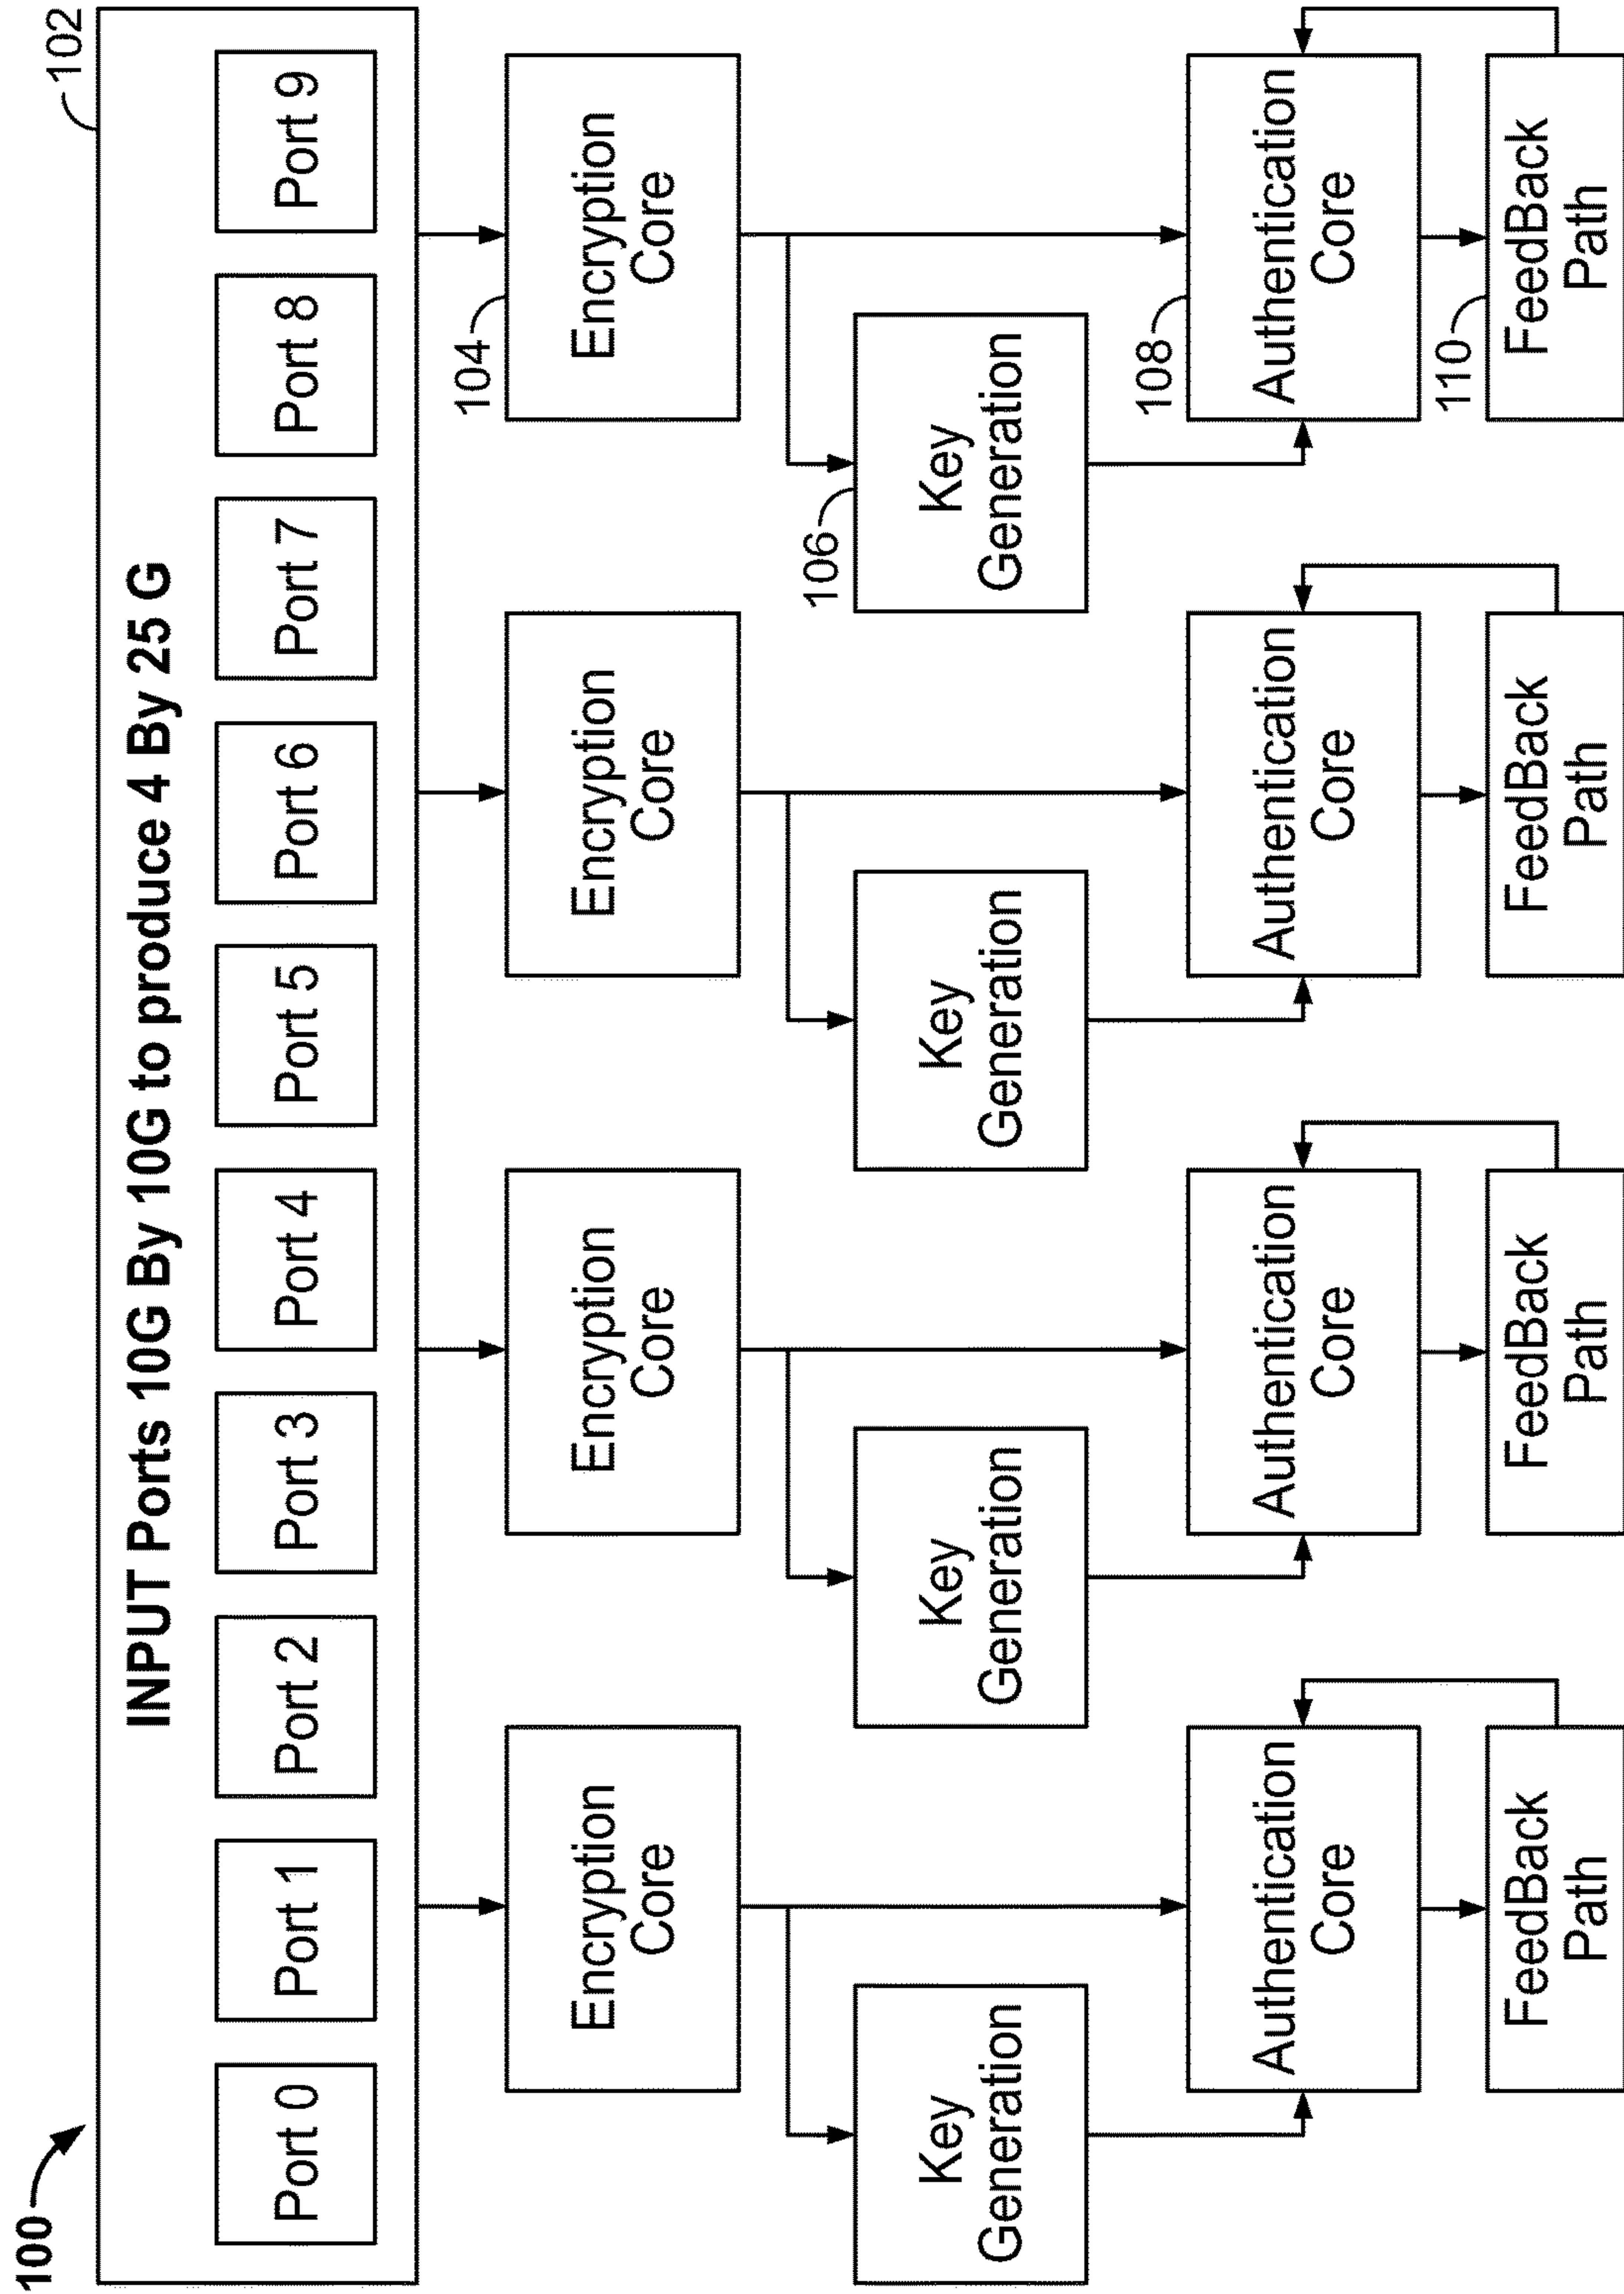 100
102
INPUT Ports 10G By 10G to produce 4 By 25 G
Port 0
Port 1
Port 2
Port 3
Port 4
Port 5
Port 6
Port 7
Port 8
Port 9
104
Encryption
Core
Encryption
Core
Encryption
Core
Encryption
Core
106
Key
Generation
Key
Generation
Key
Generation
Key
Generation
108
Authentication
Core
Authentication
Core
Authentication
Core
Authentication
Core
110
FeedBack
Path
FeedBack
Path
FeedBack
Path
FeedBack
Path